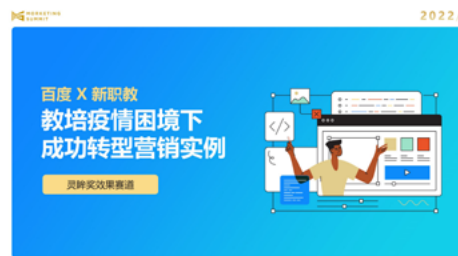 MARKETING
SUMMIT
2022.
百度 X 新职教
教培疫情困境下
成功转型营销实例
灵眸奖效果赛道